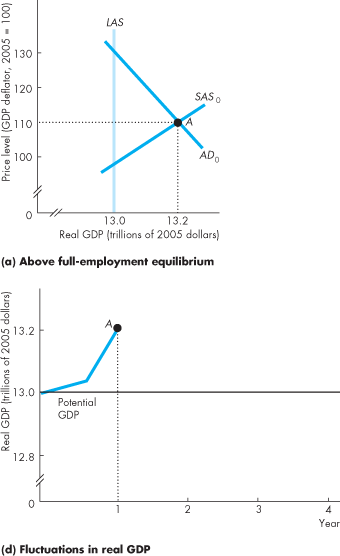 Price level (GDP deflator, 2005 = 100)
LAS
130
120
SAS 0
110
A
100
AD0
0
13.0 13.2
Real GDP (trillions of 2005 dollars)
(a) Above full-employment equilibrium
Real GDP (trillions of 2005 dollars)
A
13.2
13.0
Potential
GDP
12.8
0
1 2 3 4
Year
(d) Fluctuations in real GDP